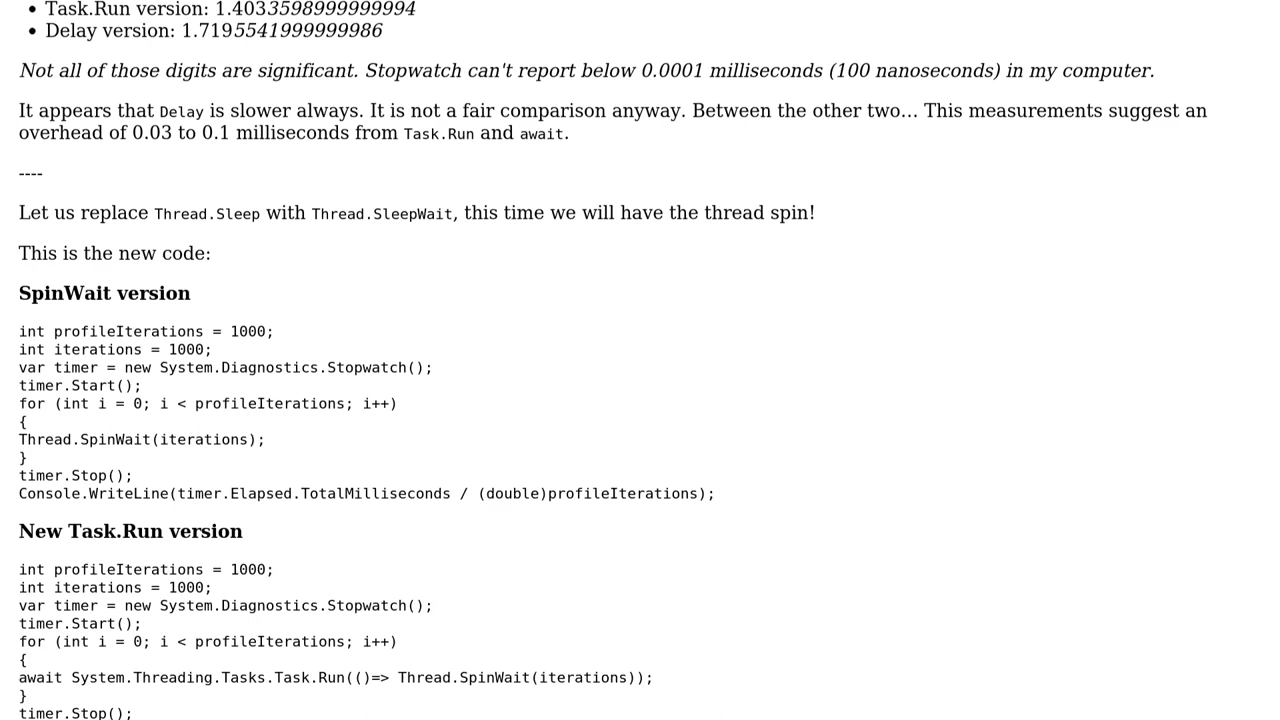 • Task.Run version: 1.4033598999999994
• Delay version: 1.7195541999999986
Not all of those digits are significant. Stopwatch can't report below 0.0001 milliseconds (100 nanoseconds) in my computer.
It appears that Delay is slower always. It is not a fair comparison anyway. Between the other two... This measurements suggest an
overhead of 0.03 to 0.1 milliseconds from Task.Run and await.
----
Let us replace Thread.Sleep with Thread.SleepWait, this time we will have the thread spin!
This is the new code:
SpinWait version
int profileIterations = 1000;
int iterations = 1000;
var timer = new System.Diagnostics.Stopwatch();
timer.Start();
for (int i = 0; i < profileIterations; i++)
{
Thread.SpinWait(iterations);
}
timer.Stop();
Console.WriteLine(timer.Elapsed.TotalMilliseconds / (double)profileIterations);
New Task.Run version
int profileIterations = 1000;
int iterations = 1000;
var timer = new System.Diagnostics.Stopwatch();
timer.Start();
for (int i = 0; i < profileIterations; i++)
{
await System.Threading.Tasks.Task.Run(()=> Thread.SpinWait(iterations));
}
timer.Stop();